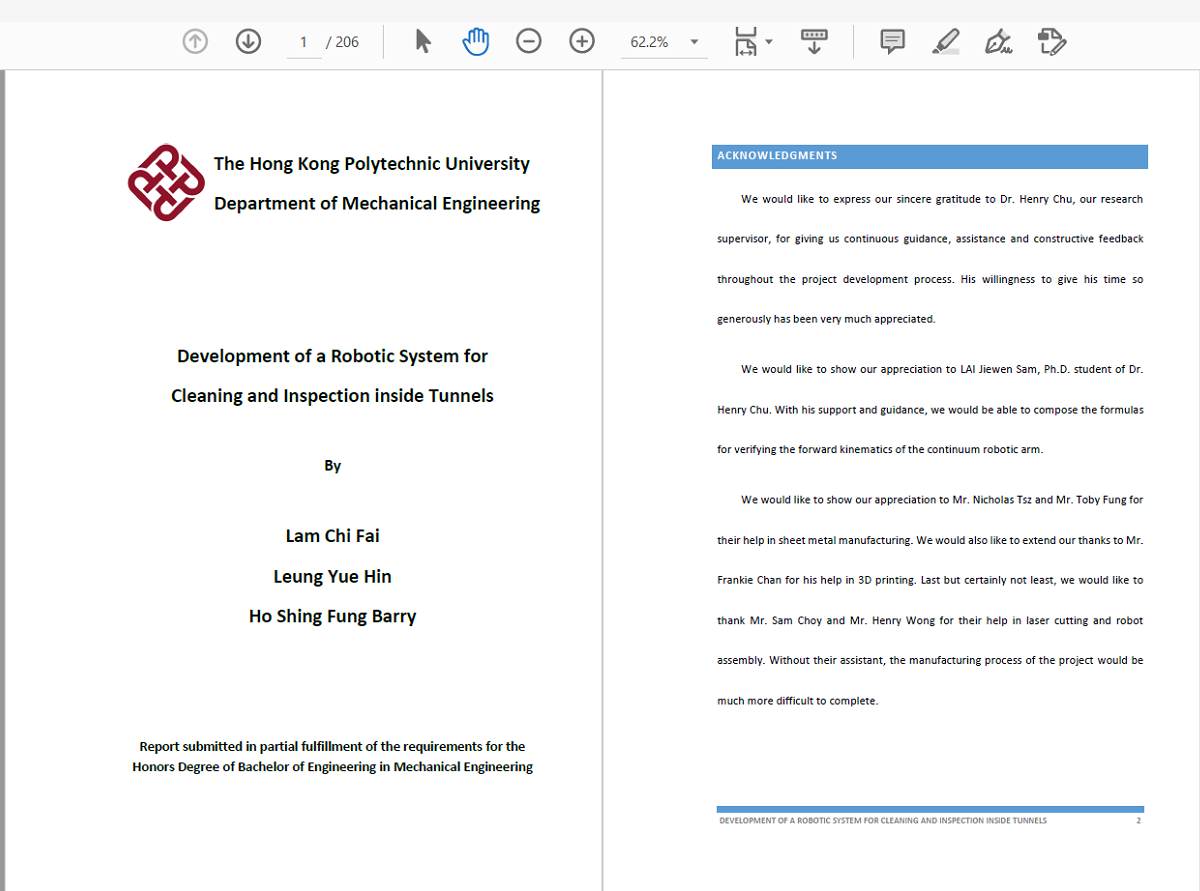 1 / 206
62.2%
The Hong Kong Polytechnic University
Department of Mechanical Engineering
Development of a Robotic System for
Cleaning and Inspection inside Tunnels
By
Lam Chi Fai
Leung Yue Hin
Ho Shing Fung Barry
Report submitted in partial fulfillment of the requirements for the
Honors Degree of Bachelor of Engineering in Mechanical Engineering
ACKNOWLEDGMENTS
We would like to express our sincere gratitude to Dr. Henry Chu, our research
supervisor, for giving us continuous guidance, assistance and constructive feedback
throughout the project development process. His willingness to give his time so
generously has been very much appreciated.
We would like to show our appreciation to LAI Jiewen Sam, Ph.D. student of Dr.
Henry Chu. With his support and guidance, we would be able to compose the formulas
for verifying the forward kinematics of the continuum robotic arm.
We would like to show our appreciation to Mr. Nicholas Tsz and Mr. Toby Fung for
their help in sheet metal manufacturing. We would also like to extend our thanks to Mr.
Frankie Chan for his help in 3D printing. Last but certainly not least, we would like to
thank Mr. Sam Choy and Mr. Henry Wong for their help in laser cutting and robot
assembly. Without their assistant, the manufacturing process of the project would be
much more difficult to complete.
DEVELOPMENT OF A ROBOTIC SYSTEM FOR CLEANING AND INSPECTION INSIDE TUNNELS 2